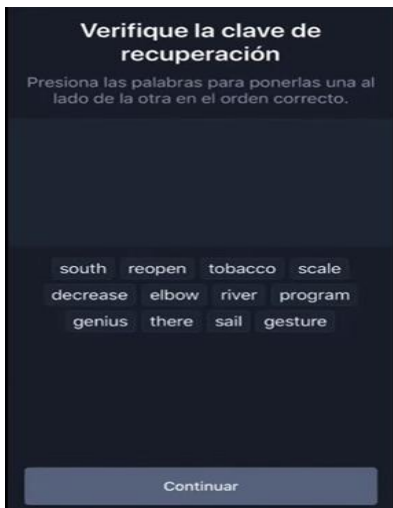 Verifique la clave de
recuperación
Presiona las palabras para ponerlas una al
lado de la otra en el orden correcto.
south reopen tobacco scale
decrease elbow river program
genius there sail gesture
Continuar